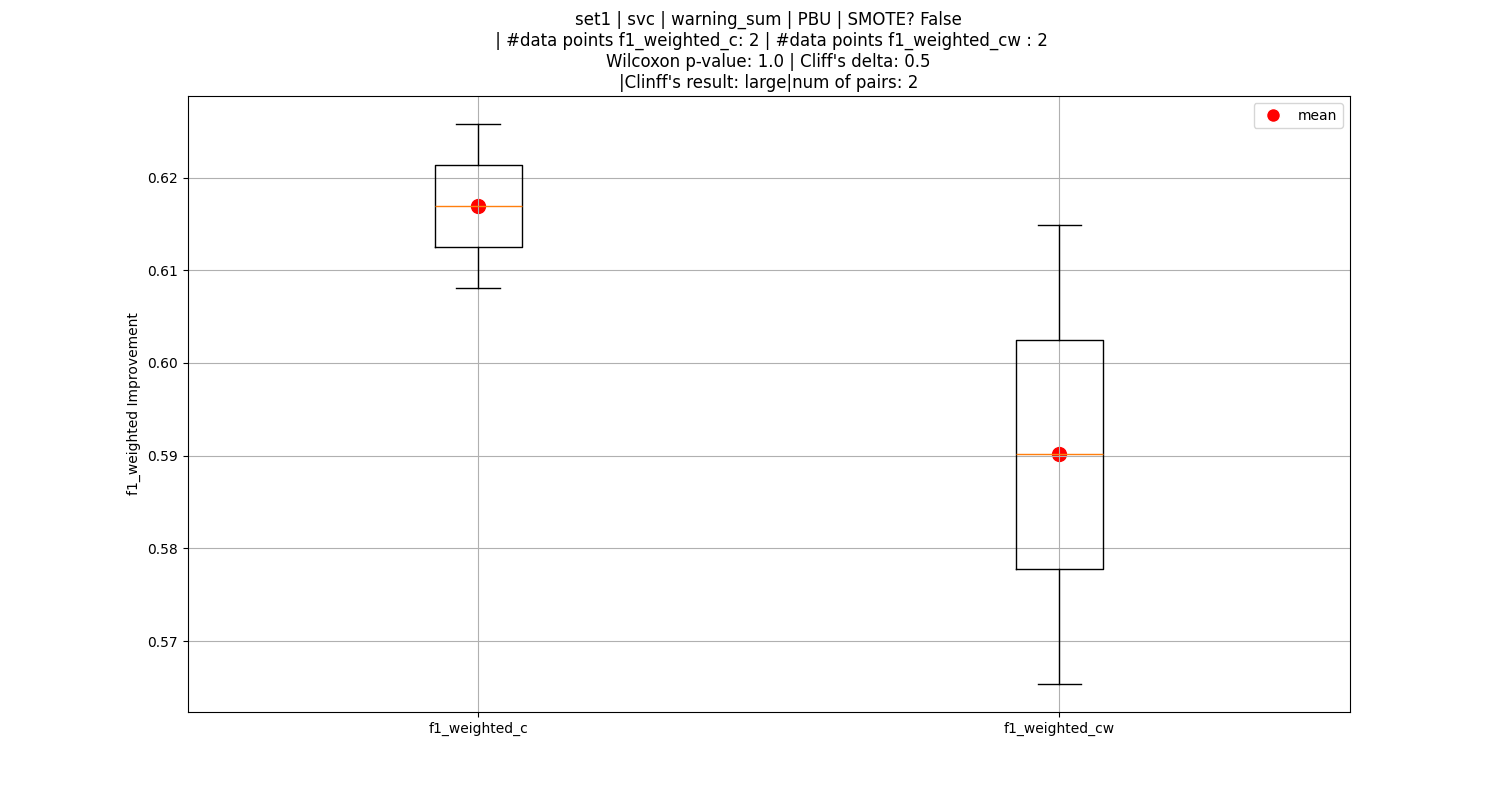 set1 | svc | warning_sum | PBU | SMOTE? False
| #data points f1_weighted_c: 2 | #data points f1_weighted_cw : 2
Wilcoxon p-value: 1.0 | Cliff's delta: 0.5
|Clinff's result: large|num of pairs: 2
mean
0.62
0.61
0.60
0.59
0.58
0.57
f1_weighted Improvement
f1_weighted_c
f1_weighted_cw